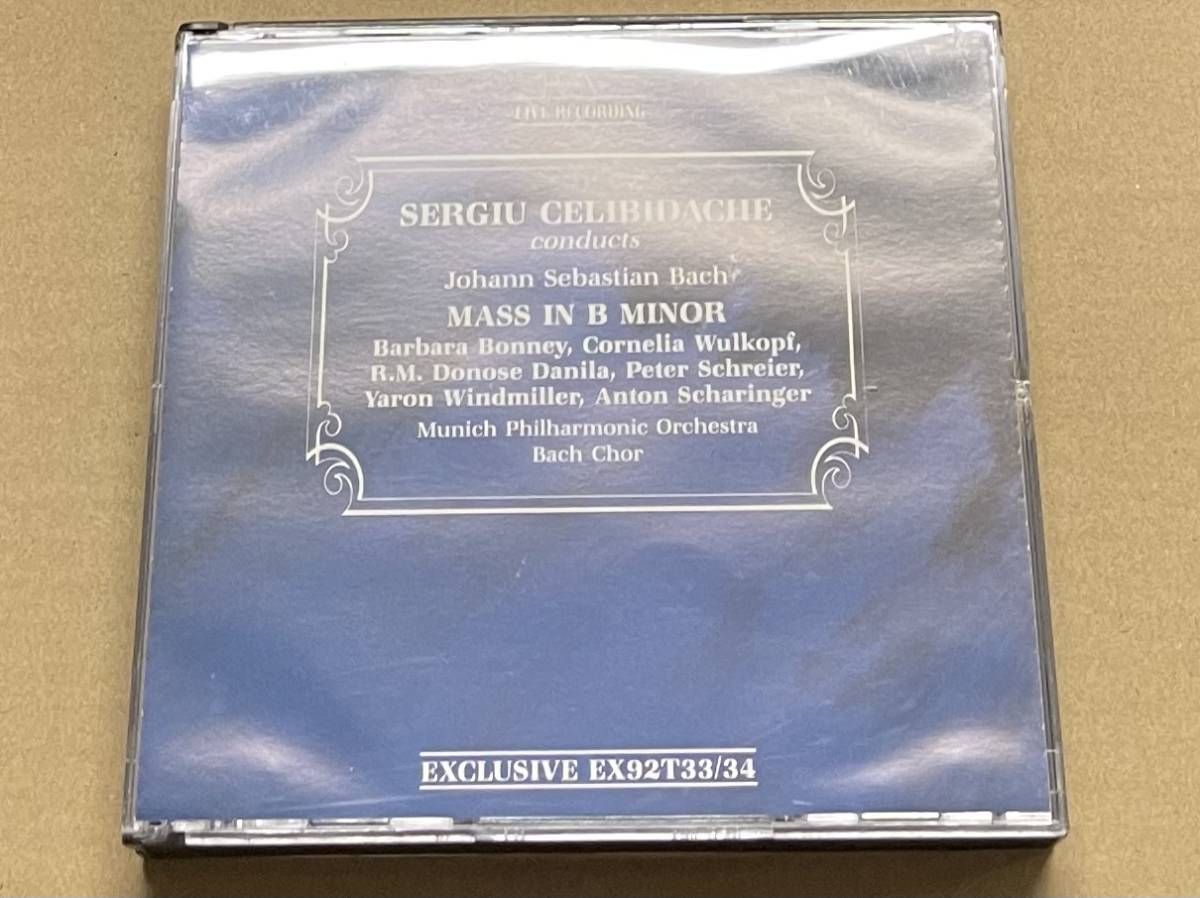 LIVE RECORDING
SERGIU CELIBIDACHE
conducts
Johann Sebastian Bach
MASS IN B MINOR
Barbara Bonney, Cornelia Wulkopf,
R.M. Donose Danila, Peter Schreier,
Yaron Windmiller, Anton Scharinger
Munich Philharmonic Orchestra
Bach Chor
EXCLUSIVE EX92T33/34